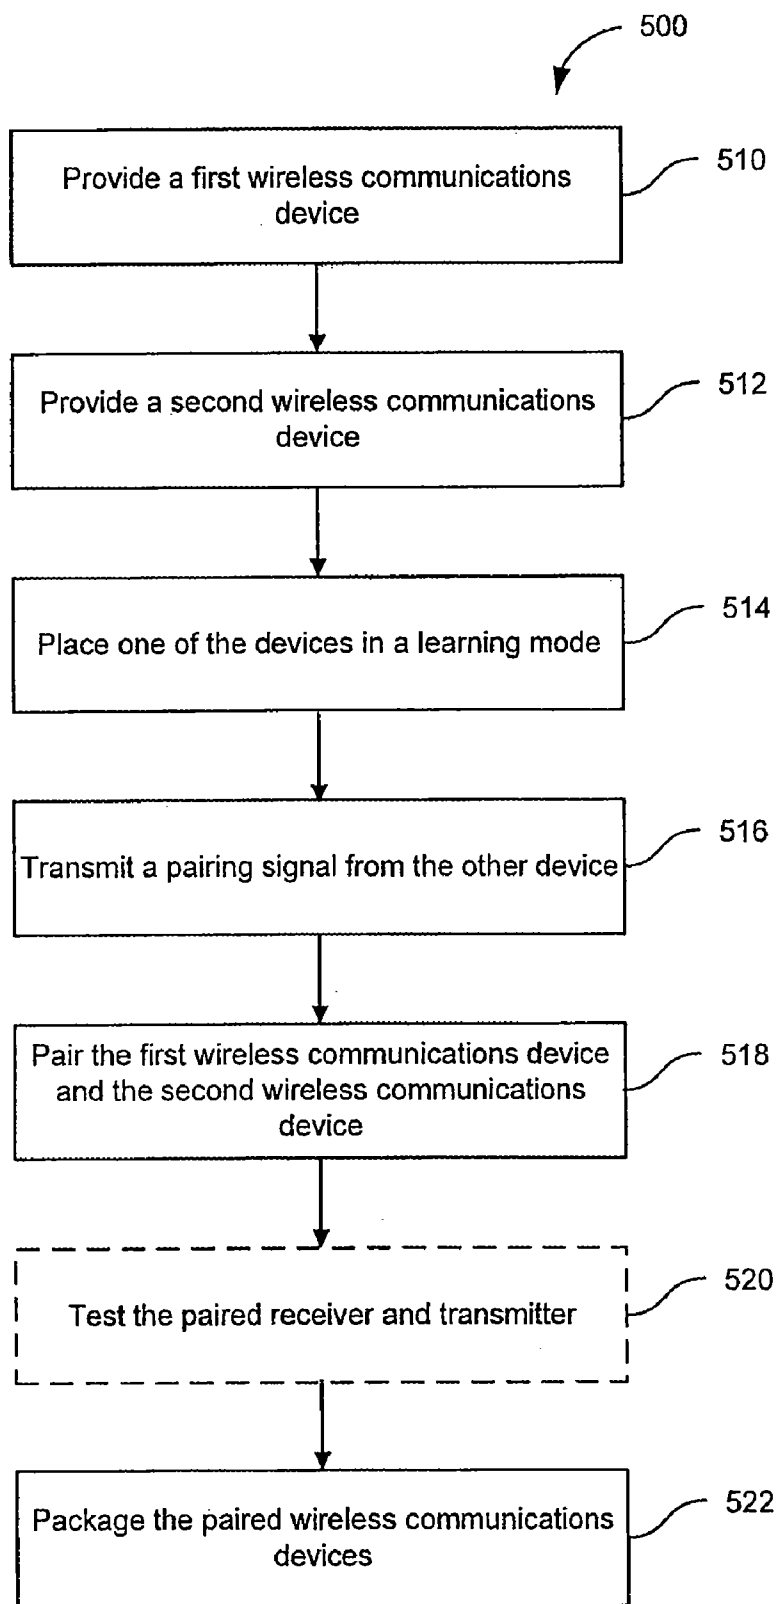 500
Provide a first wireless communications
device
510
Provide a second wireless communications
device
512
Place one of the devices in a learning mode
514
Transmit a pairing signal from the other device
516
Pair the first wireless communications device
and the second wireless communications
device
518
Test the paired receiver and transmitter
520
Package the paired wireless communications
devices
522